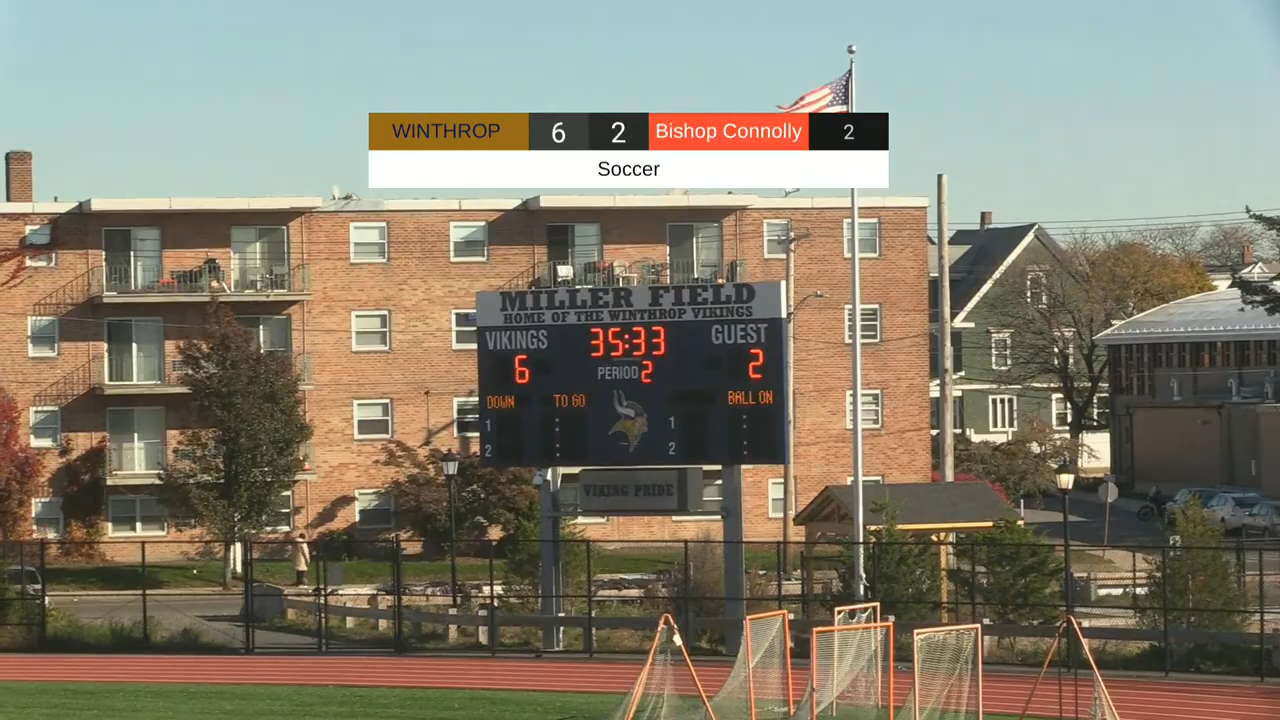 WINTHROP 6 2 Bishop Connolly 2
Soccer
MILLER FIELD
HOME OF THE WINTHROP VIKINGS
VIKINGS 35:33 GUEST
6 PERIOD 2 2
DOWN TO GO BALL ON
1 : 1 :
2 : 2 :
VIKING PRIDE